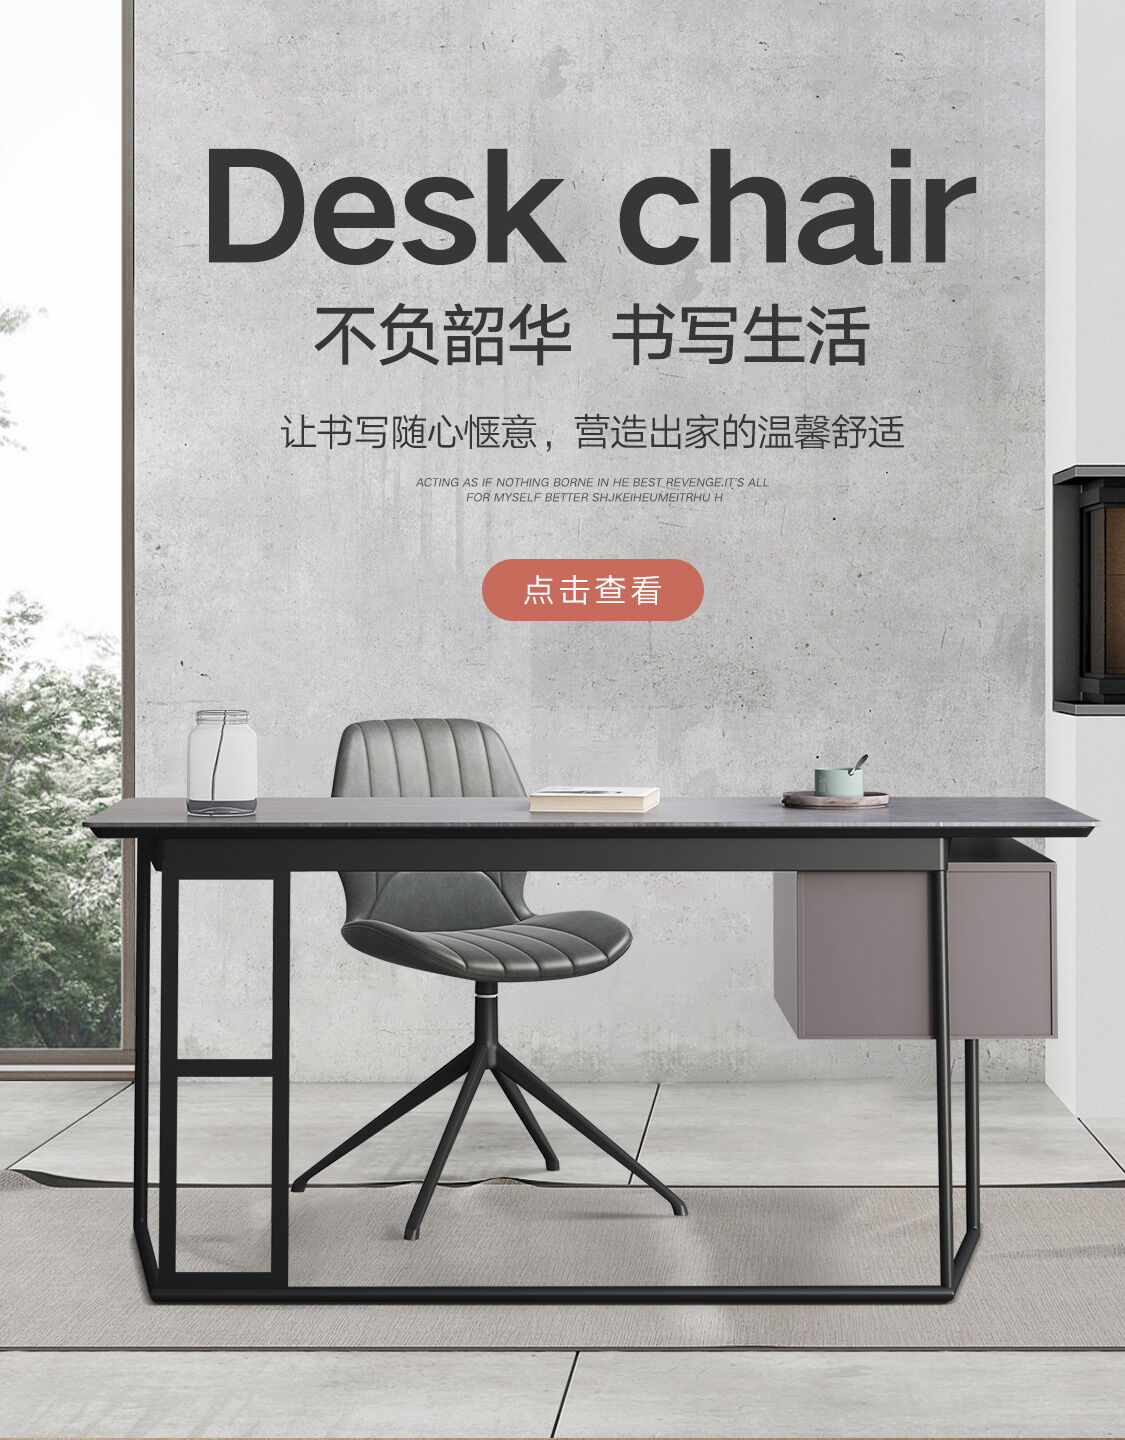 Desk chair
不负韶华 书写生活
让书写随心惬意，营造出家的温馨舒适
ACTING AS IF NOTHING BORNE IN HE BEST REVENGE.IT'S ALL
FOR MYSELF BETTER SHJKEIHEUMEITRHU H
点击查看